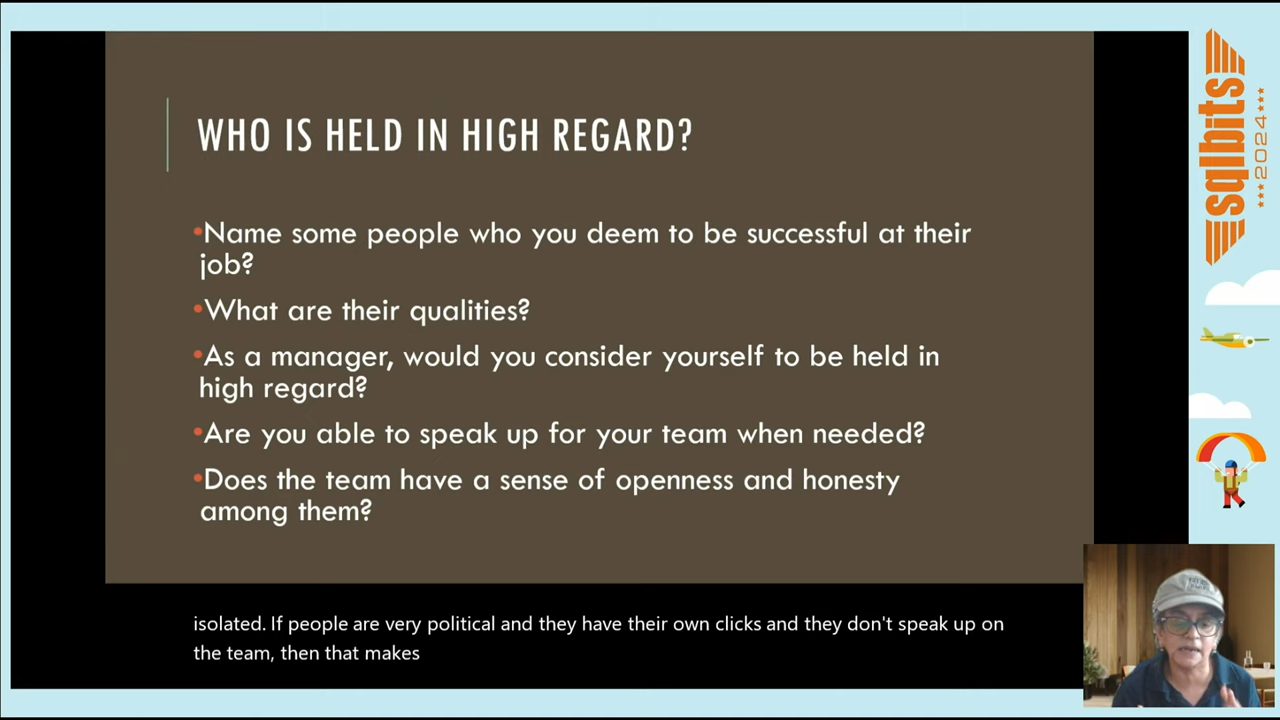 WHO IS HELD IN HIGH REGARD?
•Name some people who you deem to be successful at their
job?
•What are their qualities?
•As a manager, would you consider yourself to be held in
high regard?
•Are you able to speak up for your team when needed?
•Does the team have a sense of openness and honesty
among them?
isolated. If people are very political and they have their own clicks and they don't speak up on
the team, then that makes
sqlbits
2024